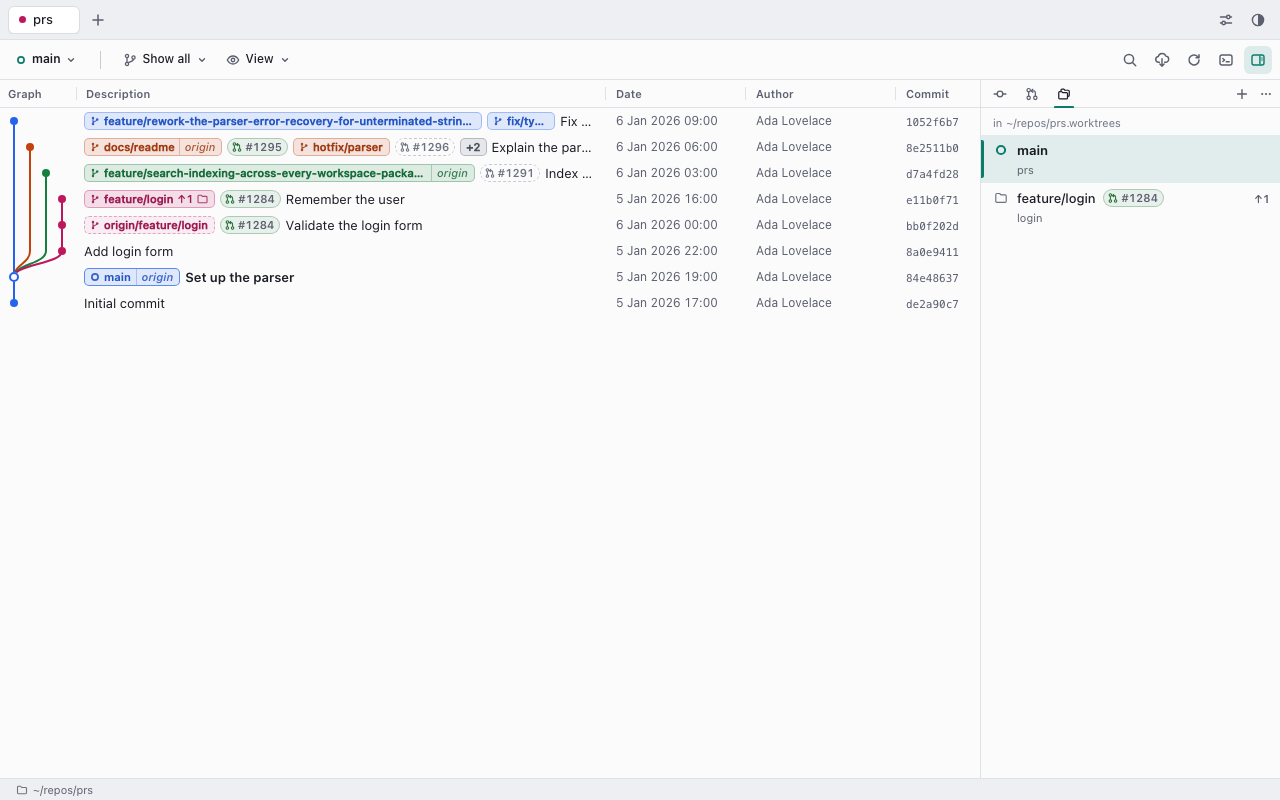 prs
main
Show all
View
Graph
Description
Date
Author
Commit
feature/rework-the-parser-error-recovery-for-unterminated-strin... fix/ty... Fix ... 6 Jan 2026 09:00 Ada Lovelace 1052f6b7
docs/readme origin #1295 hotfix/parser #1296 +2 Explain the par... 6 Jan 2026 06:00 Ada Lovelace 8e2511b0
feature/search-indexing-across-every-workspace-packa... origin #1291 Index ... 6 Jan 2026 03:00 Ada Lovelace d7a4fd28
feature/login ↑1 #1284 Remember the user 5 Jan 2026 16:00 Ada Lovelace e11b0f71
origin/feature/login #1284 Validate the login form 6 Jan 2026 00:00 Ada Lovelace bb0f202d
Add login form 5 Jan 2026 22:00 Ada Lovelace 8a0e9411
main origin Set up the parser 5 Jan 2026 19:00 Ada Lovelace 84e48637
Initial commit 5 Jan 2026 17:00 Ada Lovelace de2a90c7
in ~/repos/prs.worktrees
main
prs
feature/login #1284 ↑1
login
~/repos/prs